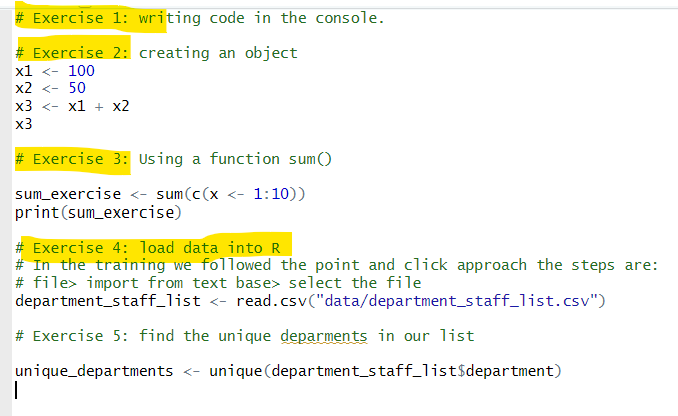 # Exercise 1: writing code in the console.
# Exercise 2: creating an object
x1 <- 100
x2 <- 50
x3 <- x1 + x2
x3
# Exercise 3: Using a function sum()
sum_exercise <- sum(c(x <- 1:10))
print(sum_exercise)
# Exercise 4: load data into R
# In the training we followed the point and click approach the steps are:
# file> import from text base> select the file
department_staff_list <- read.csv("data/department_staff_list.csv")
# Exercise 5: find the unique deparments in our list
unique_departments <- unique(department_staff_list$department)